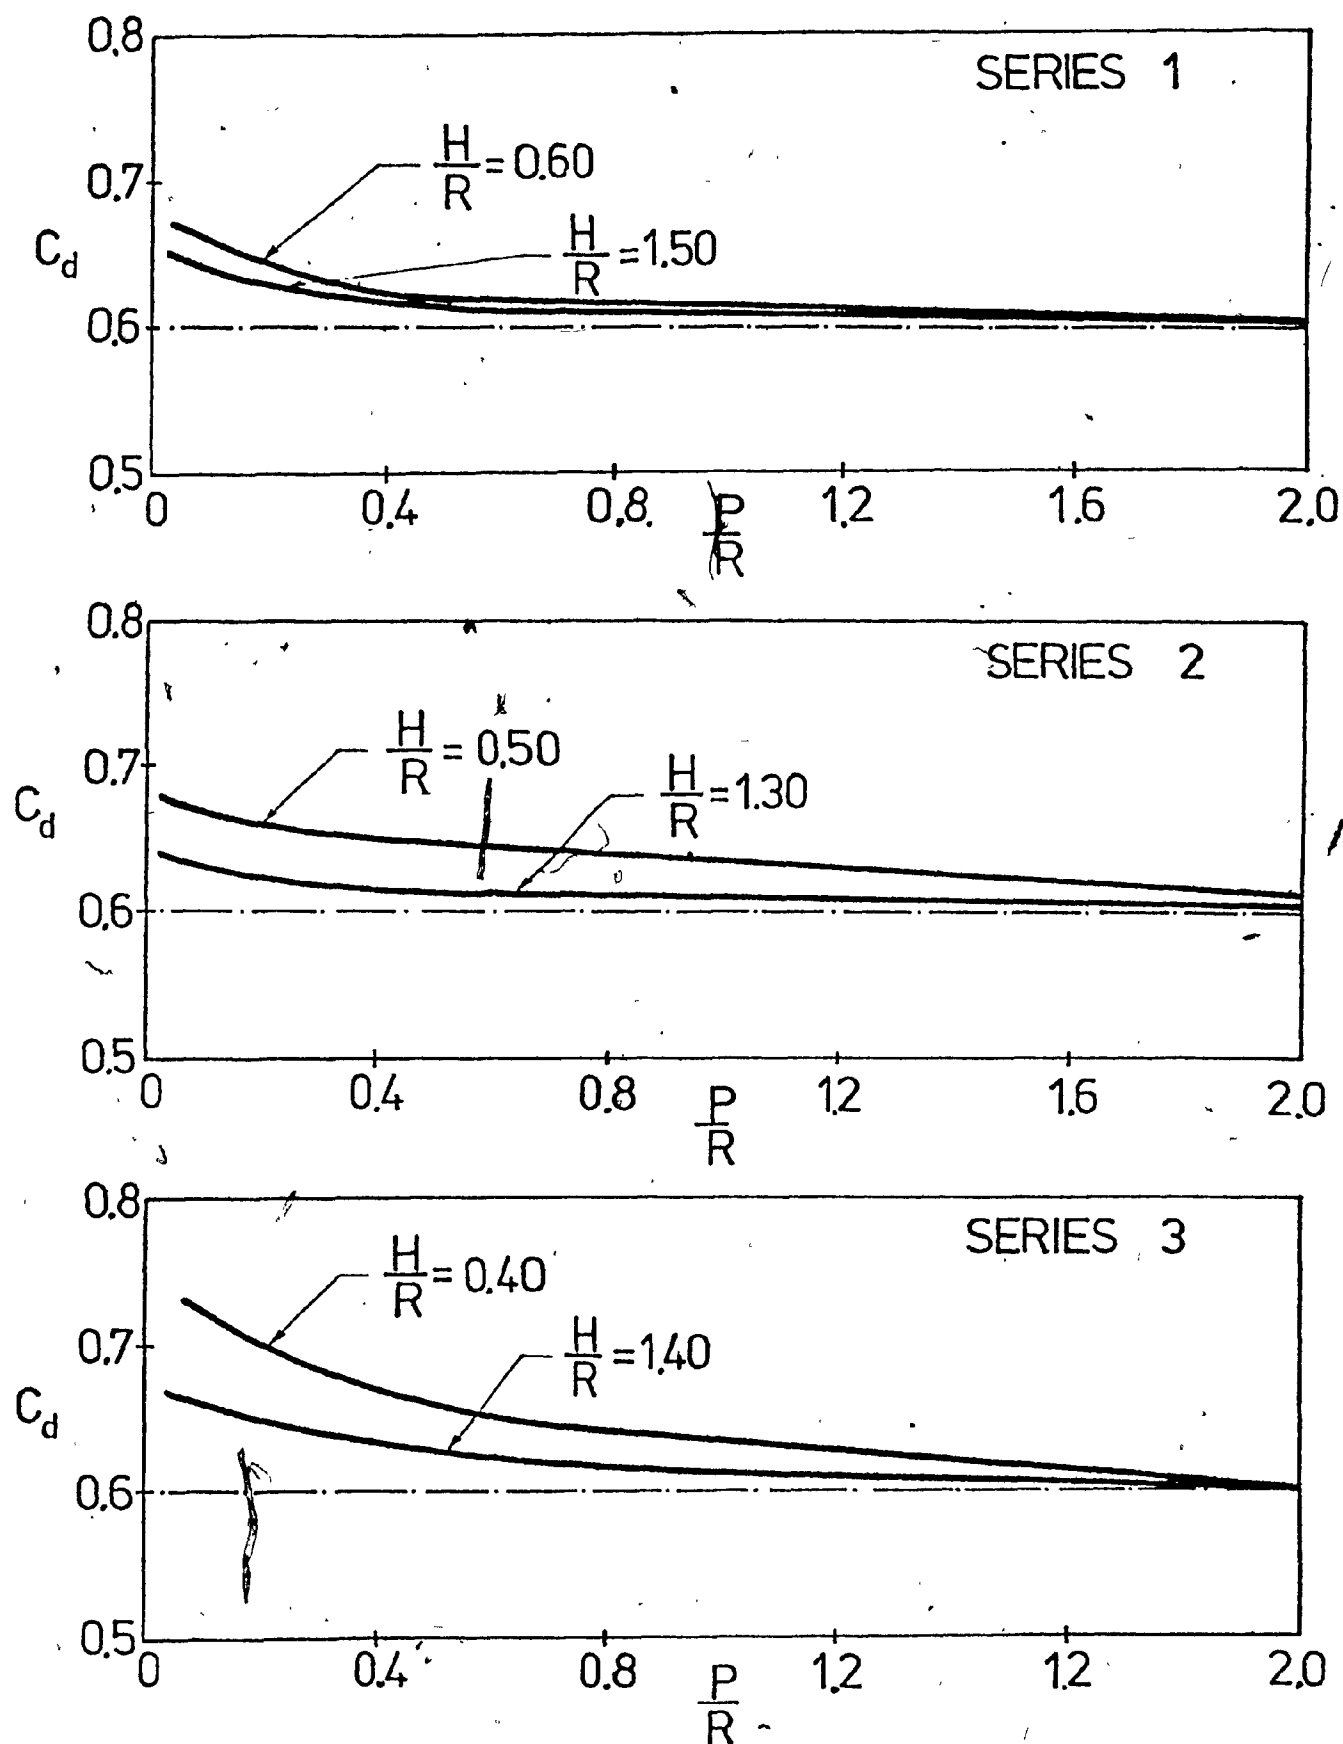 0.8
SERIES 1
H/R = 0.60
0.7
H/R = 1.50
Cd
0.6
0.5
0 0.4 0.8 1.2 1.6 2.0
P/R
0.8
SERIES 2
H/R = 0.50
0.7
H/R = 1.30
Cd
0.6
0.5
0 0.4 0.8 1.2 1.6 2.0
P/R
0.8
SERIES 3
H/R = 0.40
0.7
H/R = 1.40
Cd
0.6
0.5
0 0.4 0.8 1.2 1.2 2.0
P/R